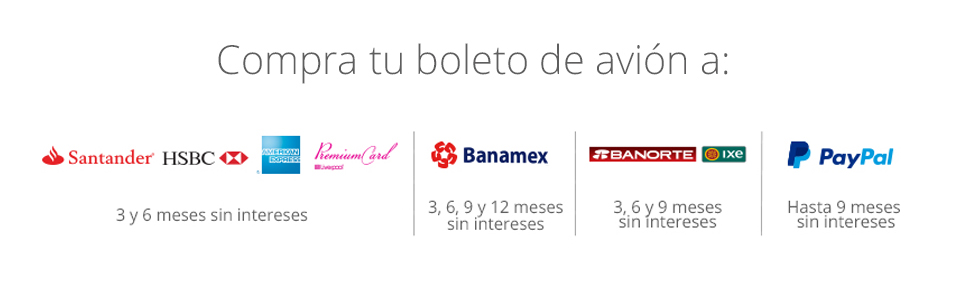 Compra tu boleto de avión a:
Santander HSBC AMERICAN EXPRESS PremiumCard Liverpool
3 y 6 meses sin intereses
Banamex
3, 6, 9 y 12 meses
sin intereses
BANORTE ixe
3, 6 y 9 meses
sin intereses
PayPal
Hasta 9 meses
sin intereses